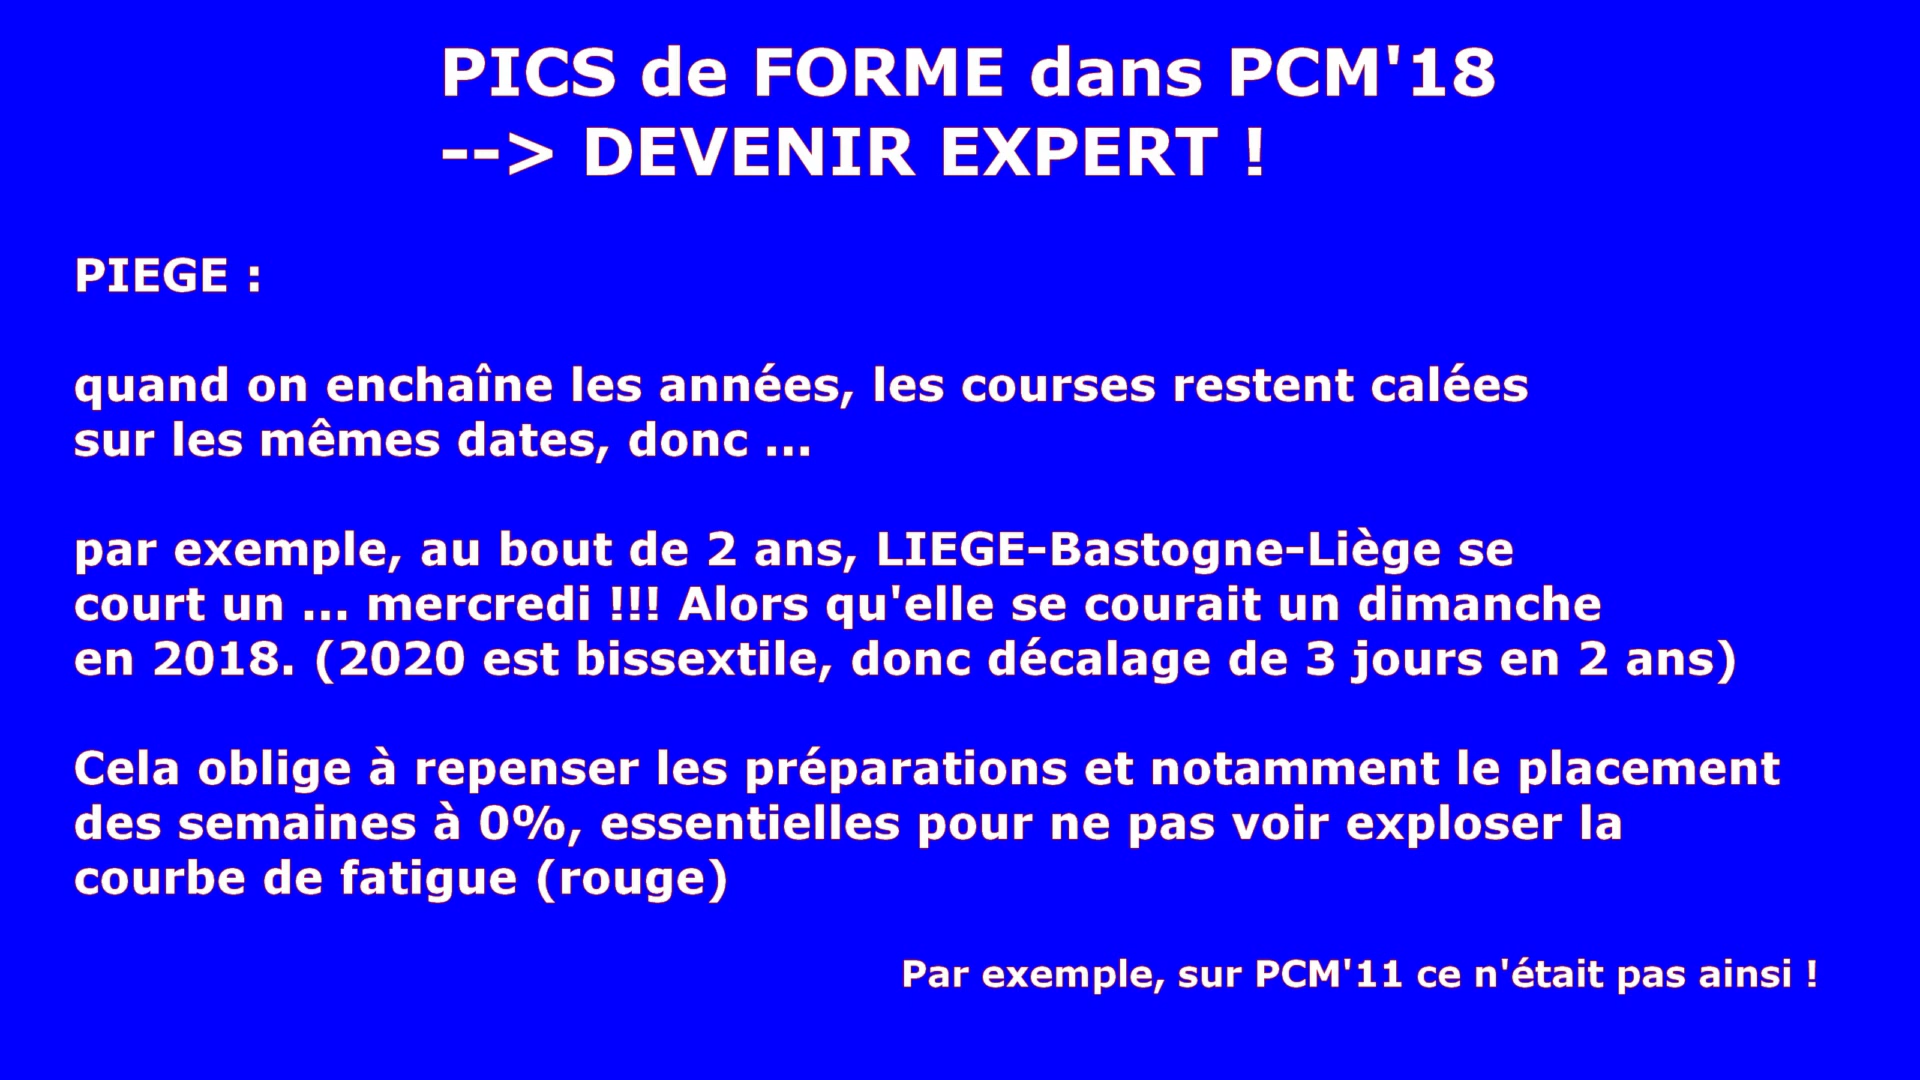 PICS de FORME dans PCM'18
--> DEVENIR EXPERT !
PIEGE :
quand on enchaîne les années, les courses restent calées
sur les mêmes dates, donc ...
par exemple, au bout de 2 ans, LIEGE-Bastogne-Liège se
court un ... mercredi !!! Alors qu'elle se courait un dimanche
en 2018. (2020 est bissextile, donc décalage de 3 jours en 2 ans)
Cela oblige à repenser les préparations et notamment le placement
des semaines à 0%, essentielles pour ne pas voir exploser la
courbe de fatigue (rouge)
Par exemple, sur PCM'11 ce n'était pas ainsi !